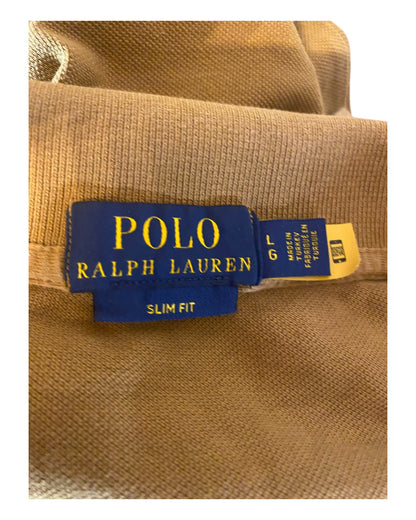 POLO
RALPH LAUREN
SLIM FIT
L
G
MADE IN
TURKEY
FABRIQUÉ EN
TURQUIE